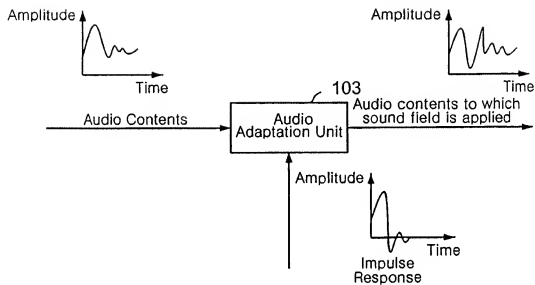 Amplitude
Time
Amplitude
Time
103
Audio Contents
Audio
Adaptation Unit
Audio contents to which
sound field is applied
Amplitude
Time
Impulse
Response